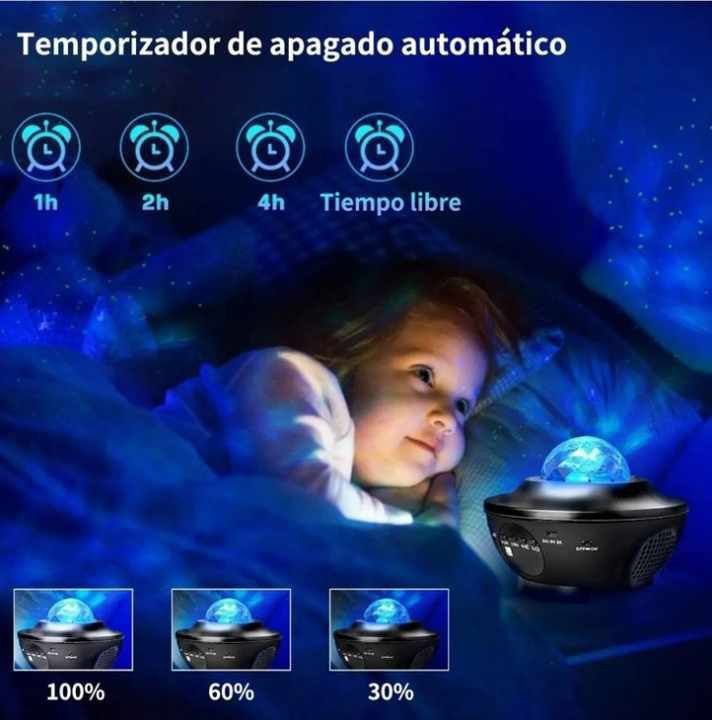 Temporizador de apagado automático
1h
2h
4h
Tiempo libre
100%
60%
30%